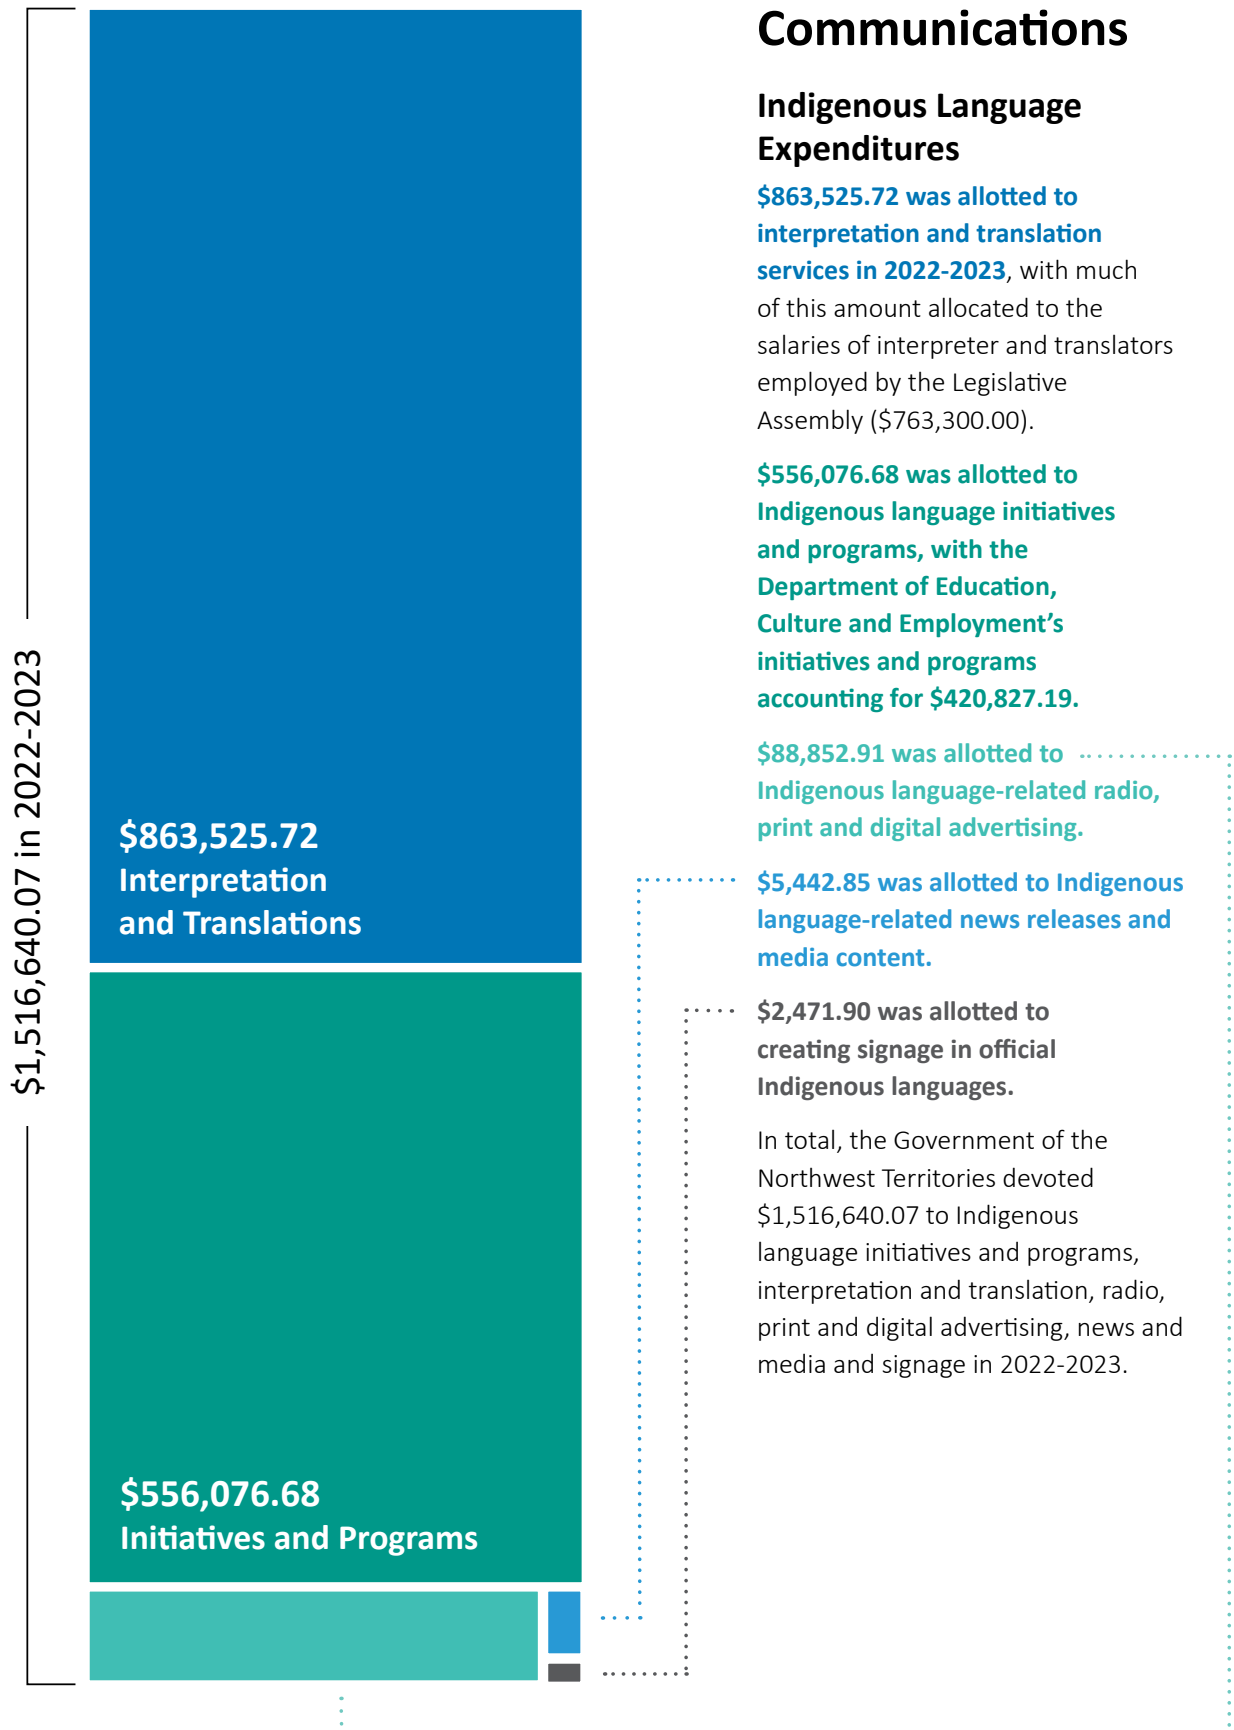 $1,516,640.07 in 2022-2023
$863,525.72
Interpretation
and Translations
$556,076.68
Initiatives and Programs
Communications
Indigenous Language
Expenditures
$863,525.72 was allotted to
interpretation and translation
services in 2022-2023, with much
of this amount allocated to the
salaries of interpreter and translators
employed by the Legislative
Assembly ($763,300.00).
$556,076.68 was allotted to
Indigenous language initiatives
and programs, with the
Department of Education,
Culture and Employment’s
initiatives and programs
accounting for $420,827.19.
$88,852.91 was allotted to
Indigenous language-related radio,
print and digital advertising.
$5,442.85 was allotted to Indigenous
language-related news releases and
media content.
$2,471.90 was allotted to
creating signage in official
Indigenous languages.
In total, the Government of the
Northwest Territories devoted
$1,516,640.07 to Indigenous
language initiatives and programs,
interpretation and translation, radio,
print and digital advertising, news and
media and signage in 2022-2023.